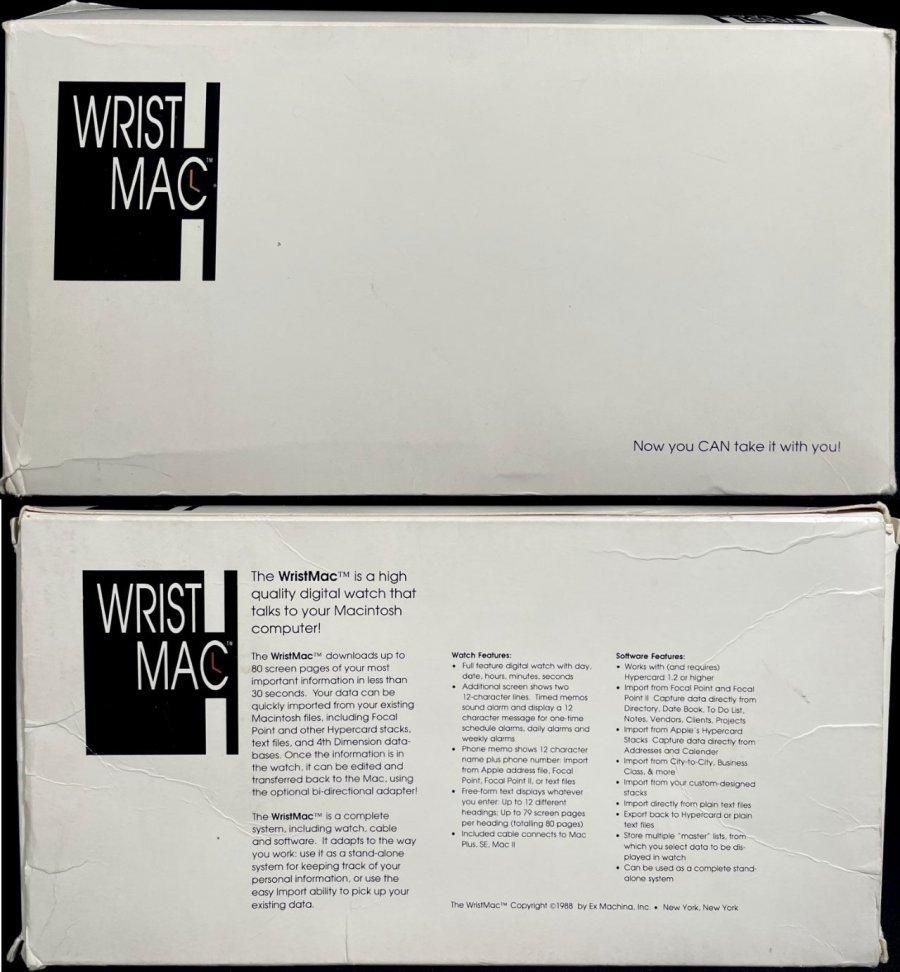 WRIST
MAC™
Now you CAN take it with you!
WRIST
MAC™
The WristMac™ is a high
quality digital watch that
talks to your Macintosh
computer!
The WristMac™ downloads up to
80 screen pages of your most
important information in less than
30 seconds. Your data can be
quickly imported from your existing
Macintosh files, including Focal
Point and other Hypercard stacks,
text files, and 4th Dimension data-
bases. Once the information is in
the watch, it can be edited and
transferred back to the Mac, using
the optional bi-directional adapter!
The WristMac™ is a complete
system, including watch, cable
and software. It adapts to the way
you work: use it as a stand-alone
system for keeping track of your
personal information, or use the
easy Import ability to pick up your
existing data.
Watch Features:
• Full feature digital watch with day,
date, hours, minutes, seconds
• Additional screen shows two
12-character lines. Timed memos
sound alarm and display a 12
character message for one-time
schedule alarms, daily alarms and
weekly alarms
• Phone memo shows 12 character
name plus phone number: Import
from Apple address file, Focal
Point, Focal Point II, or text files
• Free-form text displays whatever
you enter: Up to 12 different
headings; Up to 79 screen pages
per heading (totalling 80 pages)
• Included cable connects to Mac
Plus, SE, Mac II
Software Features:
• Works with (and requires)
Hypercard 1.2 or higher
• Import from Focal Point and Focal
Point II Capture data directly from
Directory, Date Book, To Do List,
Notes, Vendors, Clients, Projects
• Import from Apple's Hypercard
Stacks Capture data directly from
Addresses and Calender
• Import from City-to-City, Business
Class, & more
• Import from your custom-designed
stacks
• Import directly from plain text files
• Export back to Hypercard or plain
text files
• Store multiple "master" lists, from
which you select data to be dis-
played in watch
• Can be used as a complete stand-
alone system
The WristMac™ Copyright ©1988 by Ex Machina, Inc. • New York, New York